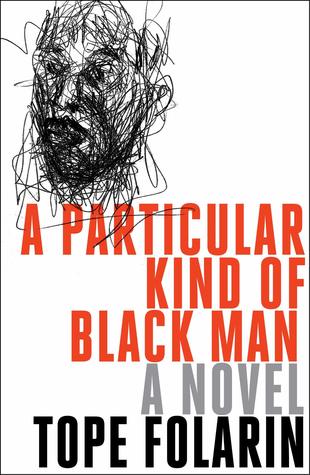 A PARTICULAR
KIND OF
BLACK MAN
A NOVEL
TOPE FOLARIN